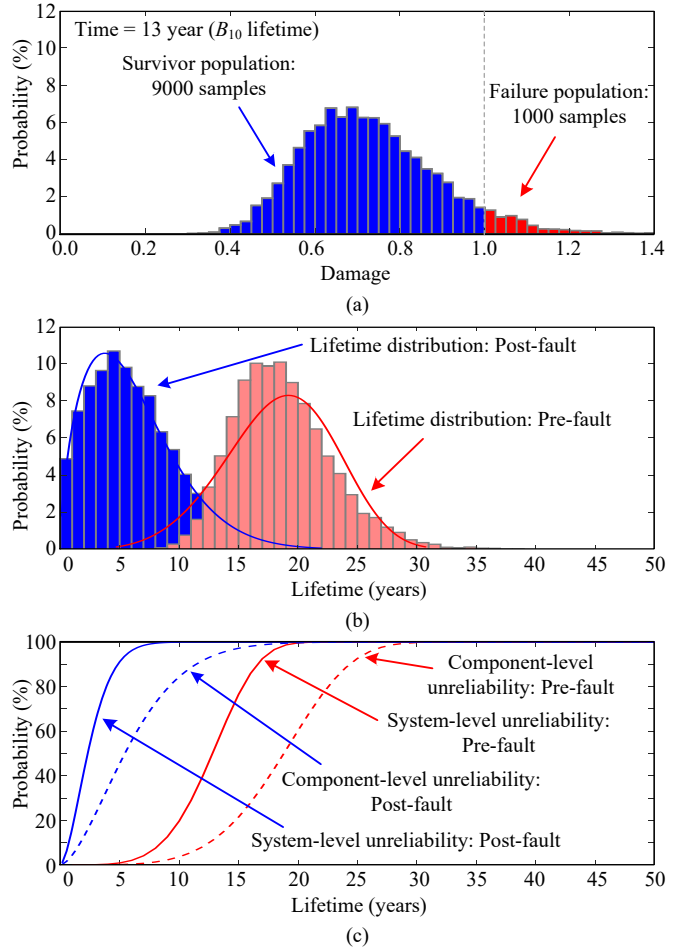 12
10
8
6
4
2
0
Probability (%)
Time = 13 year (B10 lifetime)
Survivor population:
9000 samples
Failure population:
1000 samples
0.0 0.2 0.4 0.6 0.8 1.0 1.2 1.4
Damage
(a)
12
10
8
6
4
2
0
Probability (%)
Lifetime distribution: Post-fault
Lifetime distribution: Pre-fault
0 5 10 15 20 25 30 35 40 45 50
Lifetime (years)
(b)
100
80
60
40
20
0
Probability (%)
Component-level
unreliability: Pre-fault
System-level unreliability:
Pre-fault
Component-level unreliability:
Post-fault
System-level unreliability: Post-fault
0 5 10 15 20 25 30 35 40 45 50
Lifetime (years)
(c)